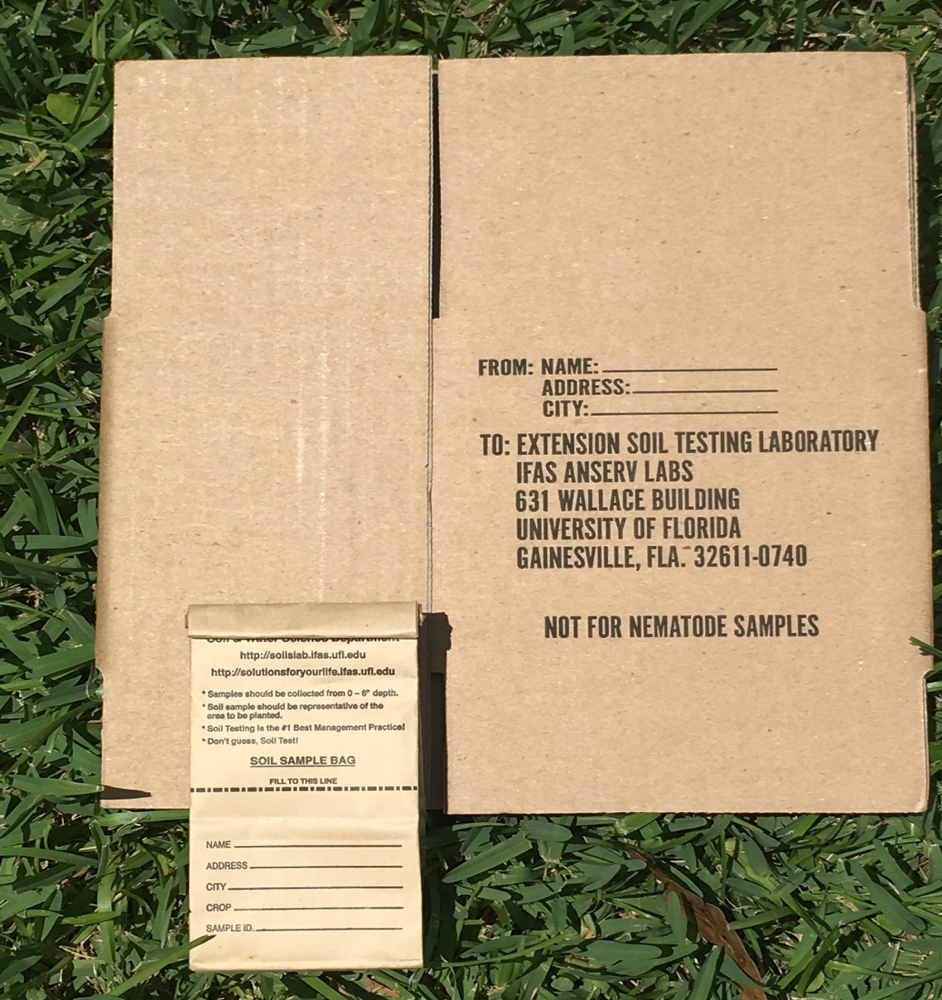 FROM: NAME:
ADDRESS:
CITY:
TO: EXTENSION SOIL TESTING LABORATORY
IFAS ANSERV LABS
631 WALLACE BUILDING
UNIVERSITY OF FLORIDA
GAINESVILLE, FLA. 32611-0740
NOT FOR NEMATODE SAMPLES
Soil & Water Science Department
http://soilslab.ifas.ufl.edu
http://solutionsforyourlife.ifas.ufl.edu
* Samples should be collected from 0 – 6" depth.
* Soil sample should be representative of the
area to be planted.
* Soil Testing is the #1 Best Management Practice!
* Don't guess, Soil Test!
SOIL SAMPLE BAG
FILL TO THIS LINE
NAME
ADDRESS
CITY
CROP
SAMPLE ID.